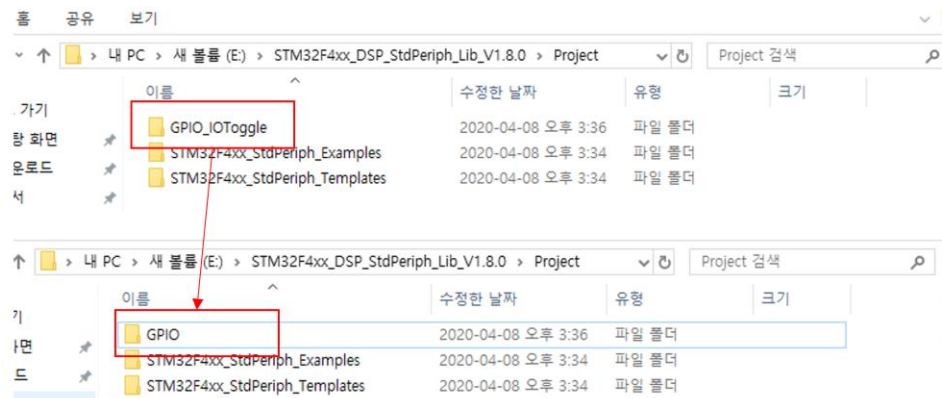 홈 공유 보기
내 PC > 새 볼륨 (E:) > STM32F4xx_DSP_StdPeriph_Lib_V1.8.0 > Project Project 검색
이름 수정한 날짜 유형 크기
가기
GPIO_IOToggle 2020-04-08 오후 3:36 파일 폴더
탕 화면
STM32F4xx_StdPeriph_Examples 2020-04-08 오후 3:34 파일 폴더
운로드
STM32F4xx_StdPeriph_Templates 2020-04-08 오후 3:34 파일 폴더
서
내 PC > 새 볼륨 (E:) > STM32F4xx_DSP_StdPeriph_Lib_V1.8.0 > Project Project 검색
이름 수정한 날짜 유형 크기
기
GPIO 2020-04-08 오후 3:36 파일 폴더
면
STM32F4xx_StdPeriph_Examples 2020-04-08 오후 3:34 파일 폴더
드
STM32F4xx_StdPeriph_Templates 2020-04-08 오후 3:34 파일 폴더